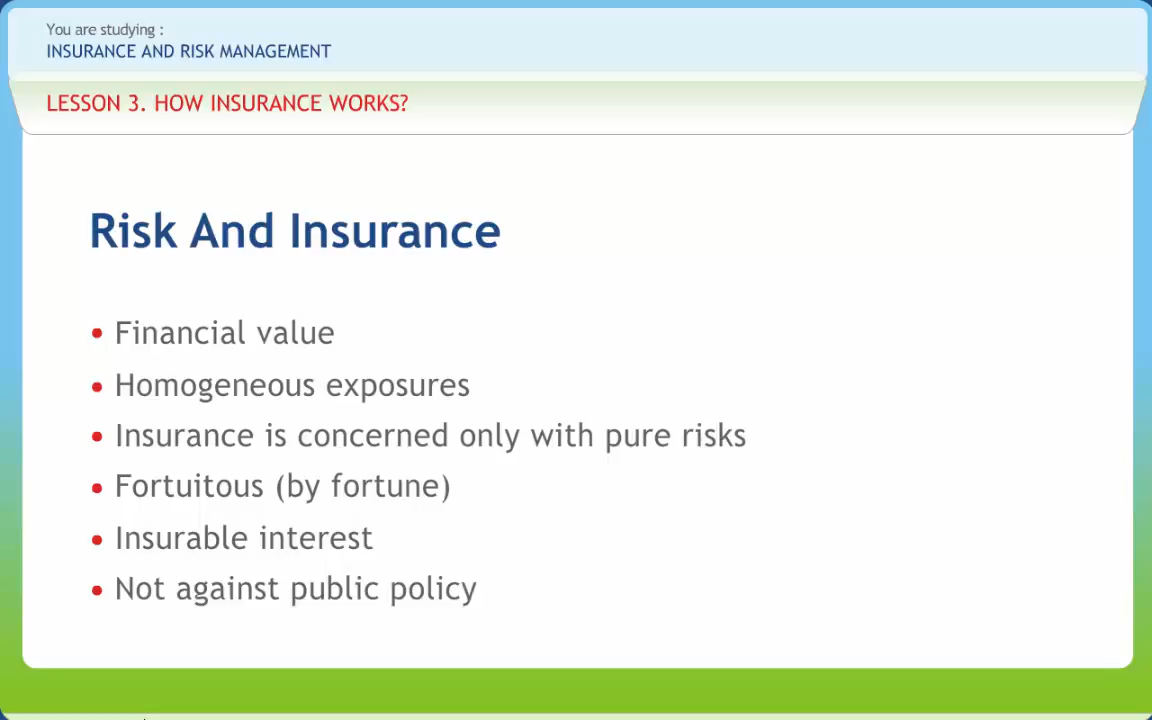 You are studying :
INSURANCE AND RISK MANAGEMENT
LESSON 3. HOW INSURANCE WORKS?
Risk And Insurance
• Financial value
• Homogeneous exposures
• Insurance is concerned only with pure risks
• Fortuitous (by fortune)
• Insurable interest
• Not against public policy